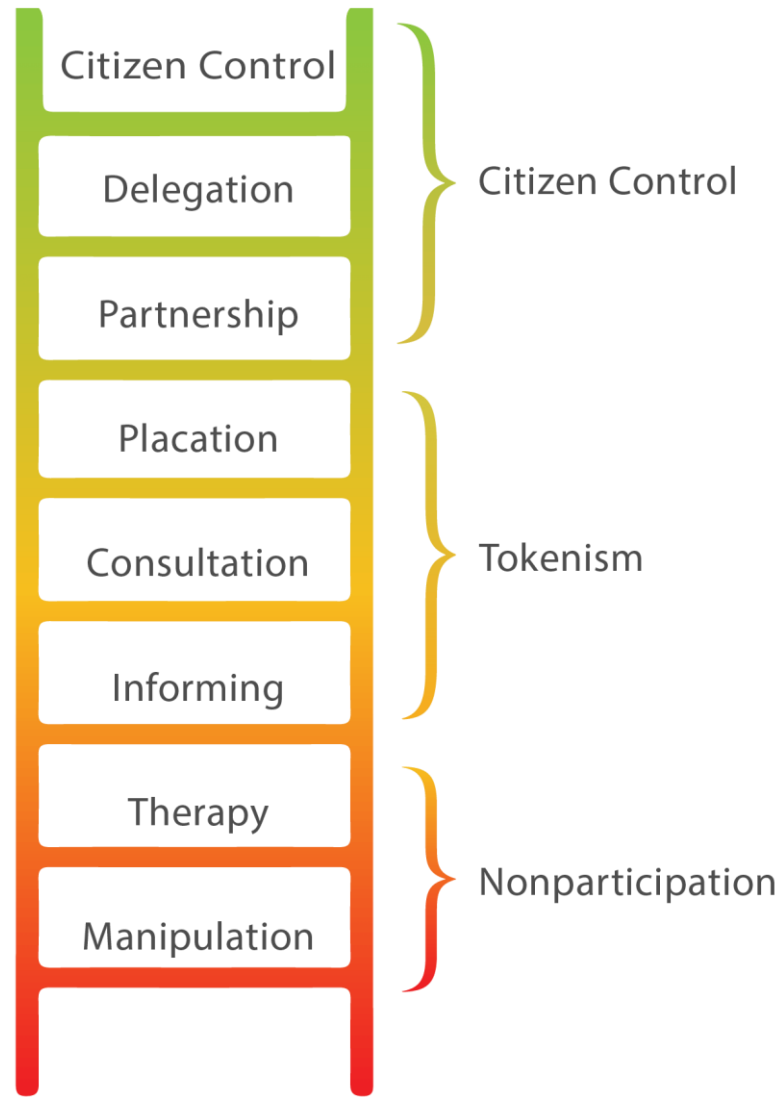 Citizen Control
Delegation
Partnership
Citizen Control
Placation
Consultation
Informing
Tokenism
Therapy
Manipulation
Nonparticipation